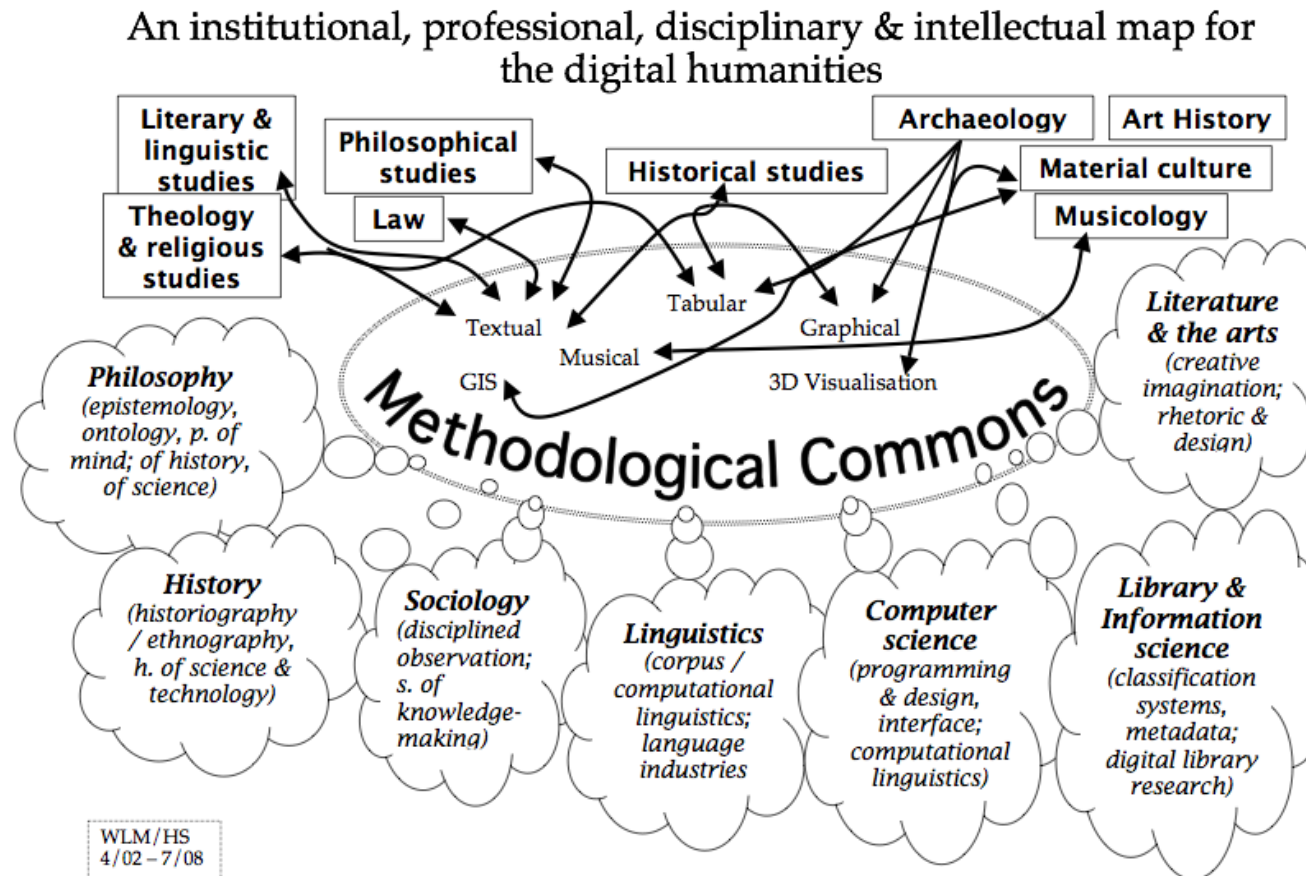 An institutional, professional, disciplinary & intellectual map for
the digital humanities
Literary &
linguistic
studies
Theology
& religious
studies
Philosophical
studies
Law
Historical studies
Archaeology
Art History
Material culture
Musicology
Textual
Tabular
Graphical
Musical
GIS
3D Visualisation
Methodological Commons
Philosophy
(epistemology,
ontology, p. of
mind; of history,
of science)
Literature
& the arts
(creative
imagination;
rhetoric &
design)
History
(historiography
/ ethnography,
h. of science &
technology)
Sociology
(disciplined
observation;
s. of
knowledge-
making)
Linguistics
(corpus /
computational
linguistics;
language
industries
Computer
science
(programming
& design,
interface;
computational
linguistics)
Library &
Information
science
(classification
systems,
metadata;
digital library
research)
WLM/HS
4/02 – 7/08